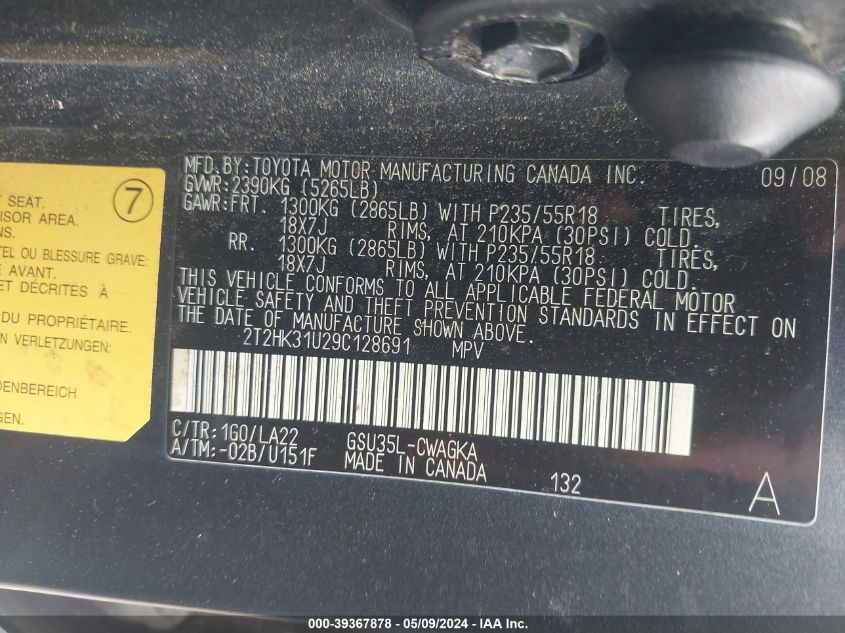 7
T SEAT.
ISOR AREA.
NS.
TEL OU BLESSURE GRAVE:
E AVANT.
ET DÉCRITES À
DU PROPRIÉTAIRE.
N VERLETZUNGEN:
DENBEREICH
GEN.
MFD.BY:TOYOTA MOTOR MANUFACTURING CANADA INC. 09/08
GVWR:2390KG (5265LB)
GAWR:FRT. 1300KG (2865LB) WITH P235/55R18 TIRES,
18X7J RIMS, AT 210KPA (30PSI) COLD.
RR. 1300KG (2865LB) WITH P235/55R18 TIRES,
18X7J RIMS, AT 210KPA (30PSI) COLD.
THIS VEHICLE CONFORMS TO ALL APPLICABLE FEDERAL MOTOR
VEHICLE SAFETY AND THEFT PREVENTION STANDARDS IN EFFECT ON
THE DATE OF MANUFACTURE SHOWN ABOVE.
2T2HK31U29C128691 MPV
C/TR:1G0/LA22 GSU35L-CWAGKA
A/TM:-02B/U151F MADE IN CANADA 132 A
000-39367878 - 05/09/2024 - IAA Inc.